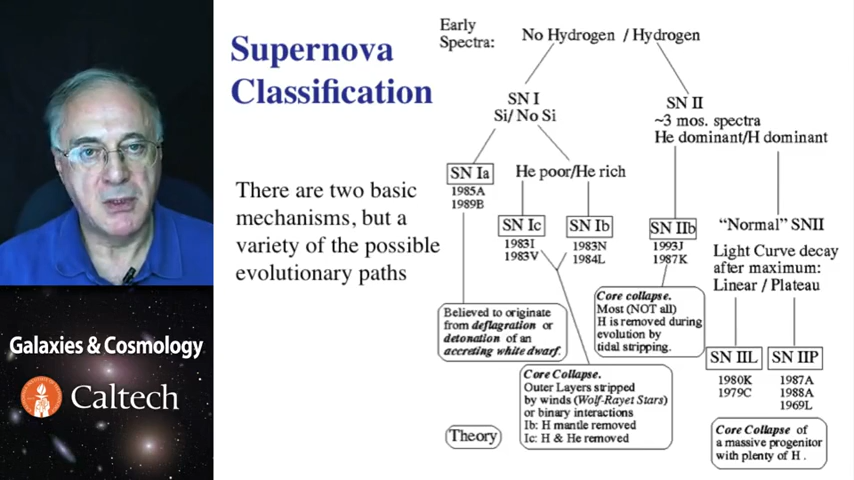 Supernova
Classification
There are two basic
mechanisms, but a
variety of the possible
evolutionary paths
Galaxies & Cosmology
Caltech
Early
Spectra:
No Hydrogen / Hydrogen
SN I
Si/ No Si
SN II
~3 mos. spectra
He dominant/H dominant
SN Ia
1985A
1989B
He poor/He rich
SN Ic
1983I
1983V
SN Ib
1983N
1984L
SN IIb
1993J
1987K
“Normal” SNII
Light Curve decay
after maximum:
Linear / Plateau
Believed to originate
from deflagration or
detonation of an
accreting white dwarf.
Core collapse.
Most (NOT all)
H is removed during
evolution by
tidal stripping.
SN IIL
1980K
1979C
SN IIP
1987A
1988A
1969L
Core Collapse.
Outer Layers stripped
by winds (Wolf-Rayet Stars)
or binary interactions
Ib: H mantle removed
Ic: H & He removed
Core Collapse of
a massive progenitor
with plenty of H .
Theory